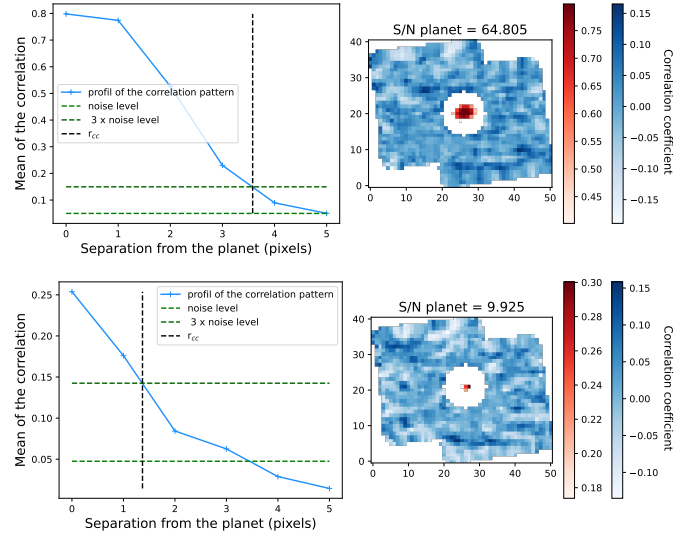 S/N planet = 64.805
0.8
0.7
0.6
0.5
0.4
0.3
0.2
0.1
Mean of the correlation
profil of the correlation pattern
noise level
3 x noise level
r_cc
0 1 2 3 4 5
Separation from the planet (pixels)
40
30
20
10
0
0 10 20 30 40 50
0.75
0.70
0.65
0.60
0.55
0.50
0.45
0.15
0.10
0.05
0.00
−0.05
−0.10
−0.15
Correlation coefficient
S/N planet = 9.925
0.25
0.20
0.15
0.10
0.05
Mean of the correlation
profil of the correlation pattern
noise level
3 x noise level
r_cc
0 1 2 3 4 5
Separation from the planet (pixels)
40
30
20
10
0
0 10 20 30 40 50
0.30
0.28
0.26
0.24
0.22
0.20
0.18
0.15
0.10
0.05
0.00
−0.05
−0.10
Correlation coefficient